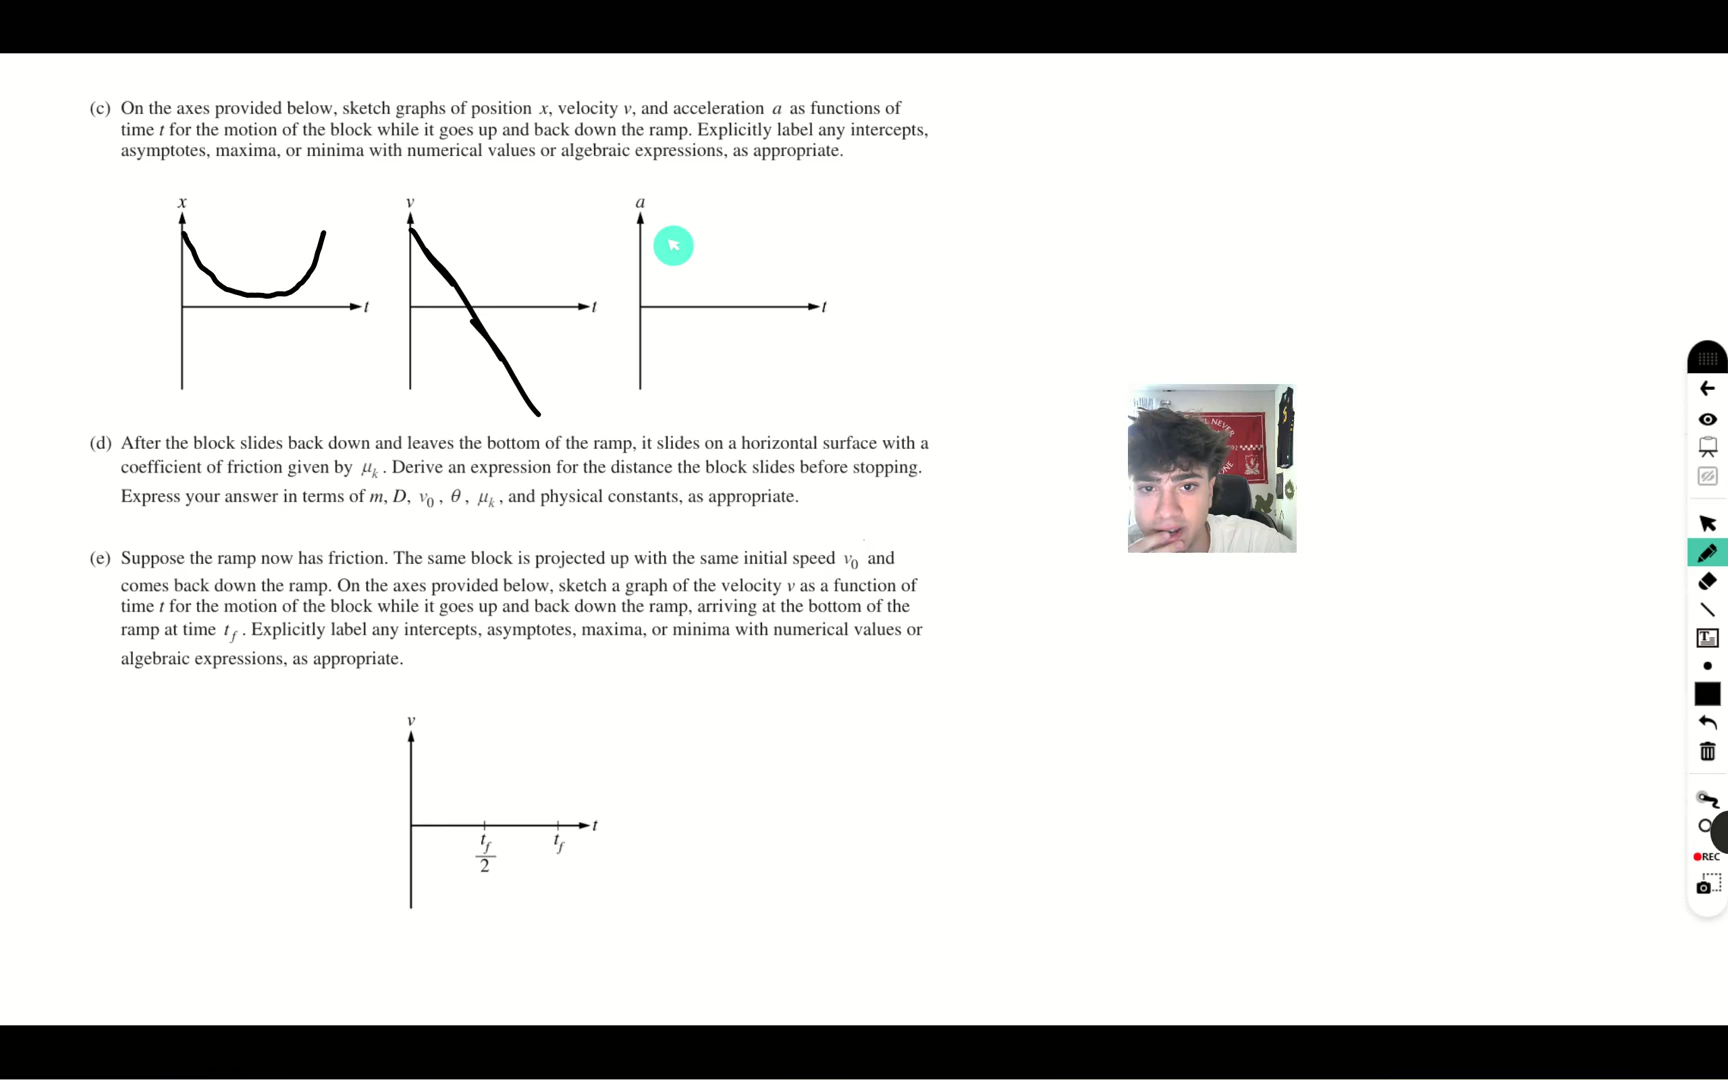 (c) On the axes provided below, sketch graphs of position x, velocity v, and acceleration a as functions of
time t for the motion of the block while it goes up and back down the ramp. Explicitly label any intercepts,
asymptotes, maxima, or minima with numerical values or algebraic expressions, as appropriate.
x v a
t t t
(d) After the block slides back down and leaves the bottom of the ramp, it slides on a horizontal surface with a
coefficient of friction given by μk. Derive an expression for the distance the block slides before stopping.
Express your answer in terms of m, D, v0, θ, μk, and physical constants, as appropriate.
(e) Suppose the ramp now has friction. The same block is projected up with the same initial speed v0 and
comes back down the ramp. On the axes provided below, sketch a graph of the velocity v as a function of
time t for the motion of the block while it goes up and back down the ramp, arriving at the bottom of the
ramp at time tf. Explicitly label any intercepts, asymptotes, maxima, or minima with numerical values or
algebraic expressions, as appropriate.
v
t
tf/2 tf
REC